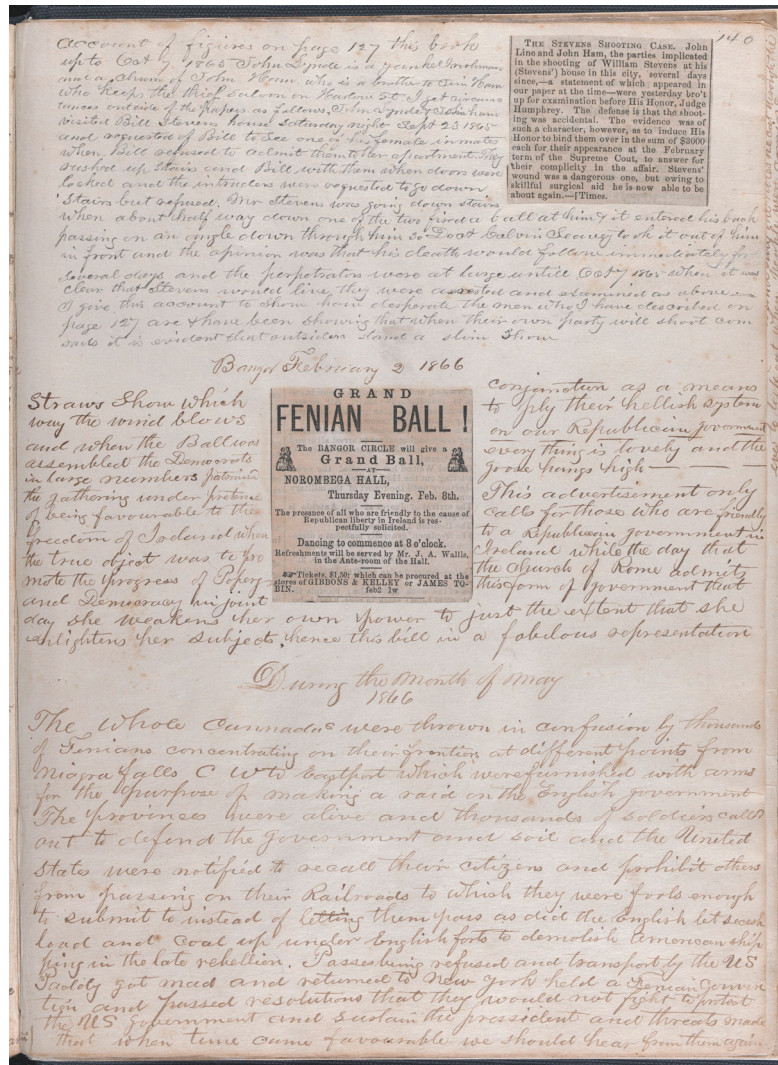 140
account of figures on page 127 this book
up to Oct 7, 1865 John Lynde is a yankee Irishman
and a chum of John Ham who is a brother to Jim Ham
who keeps the thief saloon on Harlow St I get circums
tances outside of the papers as follows, John Lynde & John ham
visited Bill Stevens house Saturday night Sept 23 1865
and requested of Bill to see one of his female inmates
when Bill refused to admit them to her apartment. They
rushed up Stairs and Bill with them when doors were
locked and the intruders were requested to go down
Stairs but refused. Mr Stevens was going down stairs
when about half way down one of the two fired a ball at him & it entered his back
passing on an angle down through him so Doct Calvin Seavey took it out of him
in front and the opinion was that his death would follow immediately for
several days and the perpetrators were at large untill Oct 7 1865 when it was
clear that Stevens would live, they were arrested and examined as above
I give this account to show how desperate the men who I have described on
page 127 are & have been showing that when their own party will shoot com
rads it is evident that outsiders stand a slim show
THE STEVENS SHOOTING CASE. John
Line and John Ham, the parties implicated
in the shooting of William Stevens at his
(Stevens') house in this city, several days
since,—a statement of which appeared in
our paper at the time—were yesterday bro't
up for examination before His Honor, Judge
Humphrey. The defense is that the shoot-
ing was accidental. The evidence was of
such a character, however, as to induce His
Honor to bind them over in the sum of $3000
each for their appearance at the February
term of the Supreme Cout, to answer for
their complicity in the affair. Stevens'
wound was a dangerous one, but owing to
skillful surgical aid he is now able to be
about again.—[Times.
Bangor February 2 1866
Straws Show which
way the wind blows
and when the Ball was
assembled the Democrats
in large numbers patronised
the gathering under pretense
of being favourable to the
freedom of Ireland when
the true object was to pro
mote the progress of Popery
and Democracy in joint
GRAND
FENIAN BALL!
The BANGOR CIRCLE will give a
Grand Ball,
—AT—
NOROMBEGA HALL,
Thursday Evening, Feb. 8th.
The presence of all who are friendly to the cause of
Republican liberty in Ireland is res-
pectfully solicited.
Dancing to commence at 8 o'clock.
Refreshments will be served by Mr. J. A. Wallis,
in the Ante-room of the Hall.
Tickets, $1,50; which can be procured at the
stores of GIBBONS & KELLEY or JAMES TO-
BIN. feb2 1w
conjunction as a means
to ply their hellish system
on our Republican government
every thing is lovely and the
goose hangs high — — —
This advertisement only
calls for those who are friendly
to a Republican government in
Ireland while the day that
the church of Rome admits
this form of government that
day she weakens her own power to just the extent that she
enlightens her subjects, hence this bill in a fabulous representation
During the Month of May
1866
The whole Cannadas were thrown in confusion by thousands
of Fenians concentrating on their frontiers at different points from
Niagra falls C W to Eastport which were furnished with arms
for the purpose of making a raid on the English government
The provinces were alive and thousands of soldiers called
out to defend the government and soil and the United
States were notified to recall their citizens and prohibit others
from passing on their Railroads to which they were fools enough
to submit to instead of letting them pass as did the English let secesh
load and coal up under English forts to demolish American ship
ping in the late rebellion. Passes being refused and transport by the US
Paddy got mad and returned to New York held a Fenian Conven
tion and passed resolutions that they would not fight to protect
the US government and sustain the president and threats made
that when time came favourable we should hear from them again